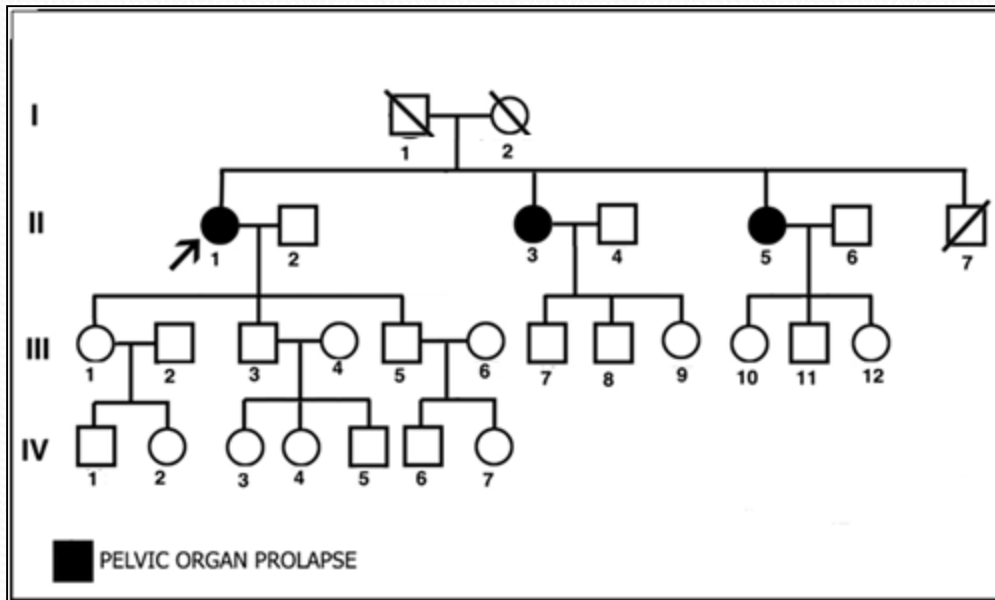 I
1 2
II
1 2 3 4 5 6 7
III
1 2 3 4 5 6 7 8 9 10 11 12
IV
1 2 3 4 5 6 7
PELVIC ORGAN PROLAPSE